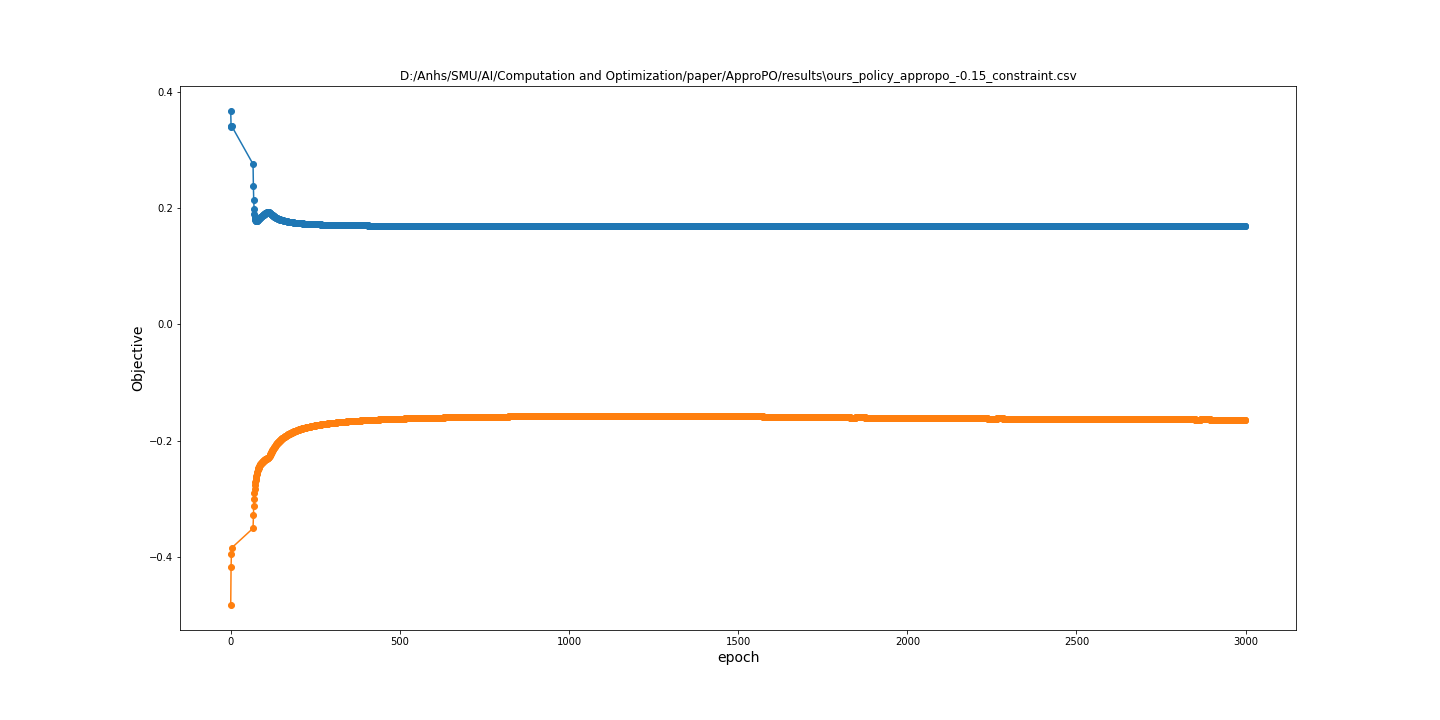 D:/Anhs/SMU/AI/Computation and Optimization/paper/ApproPO/results\ours_policy_appropo_-0.15_constraint.csv
0.4
0.2
0.0
−0.2
−0.4
Objective
0 500 1000 1500 2000 2500 3000
epoch